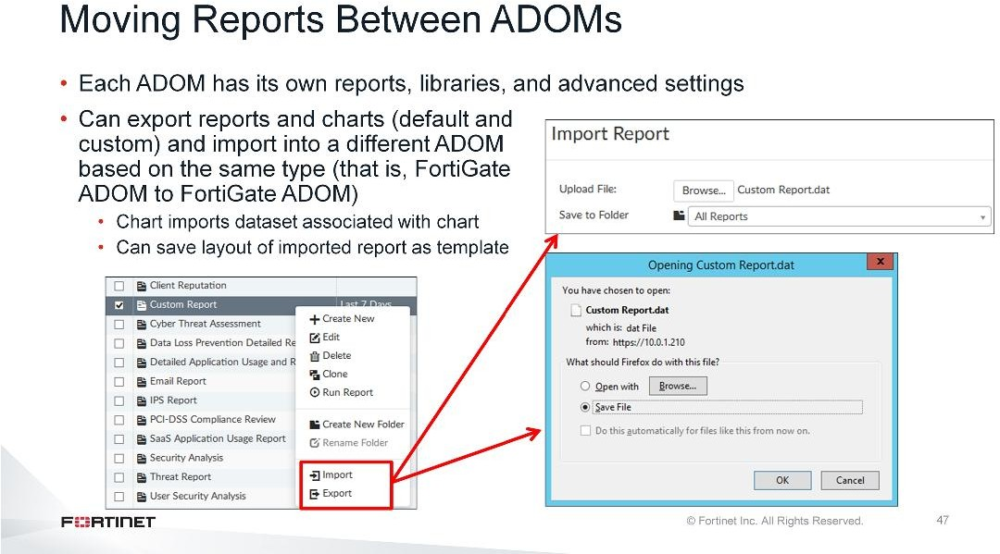 Moving Reports Between ADOMs
• Each ADOM has its own reports, libraries, and advanced settings
• Can export reports and charts (default and
custom) and import into a different ADOM
based on the same type (that is, FortiGate
ADOM to FortiGate ADOM)
• Chart imports dataset associated with chart
• Can save layout of imported report as template
Import Report
Upload File: Browse... Custom Report.dat
Save to Folder All Reports
Client Reputation
Custom Report Last 7 Days
Cyber Threat Assessment
Data Loss Prevention Detailed Re
Detailed Application Usage and R
Email Report
IPS Report
PCI-DSS Compliance Review
SaaS Application Usage Report
Security Analysis
Threat Report
User Security Analysis
Create New
Edit
Delete
Clone
Run Report
Create New Folder
Rename Folder
Import
Export
Opening Custom Report.dat
x
You have chosen to open:
Custom Report.dat
which is: dat File
from: https://10.0.1.210
What should Firefox do with this file?
Open with Browse...
Save File
Do this automatically for files like this from now on.
OK Cancel
FORTINET
© Fortinet Inc. All Rights Reserved. 47